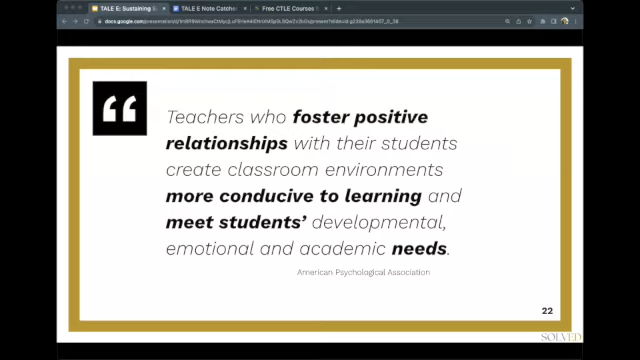 TALE E: Sustaining S
TALE E Note Catcher
Free CTLE Courses f
Teachers who foster positive
relationships with their students
create classroom environments
more conducive to learning and
meet students' developmental,
emotional and academic needs.
American Psychological Association
22
SOLVED